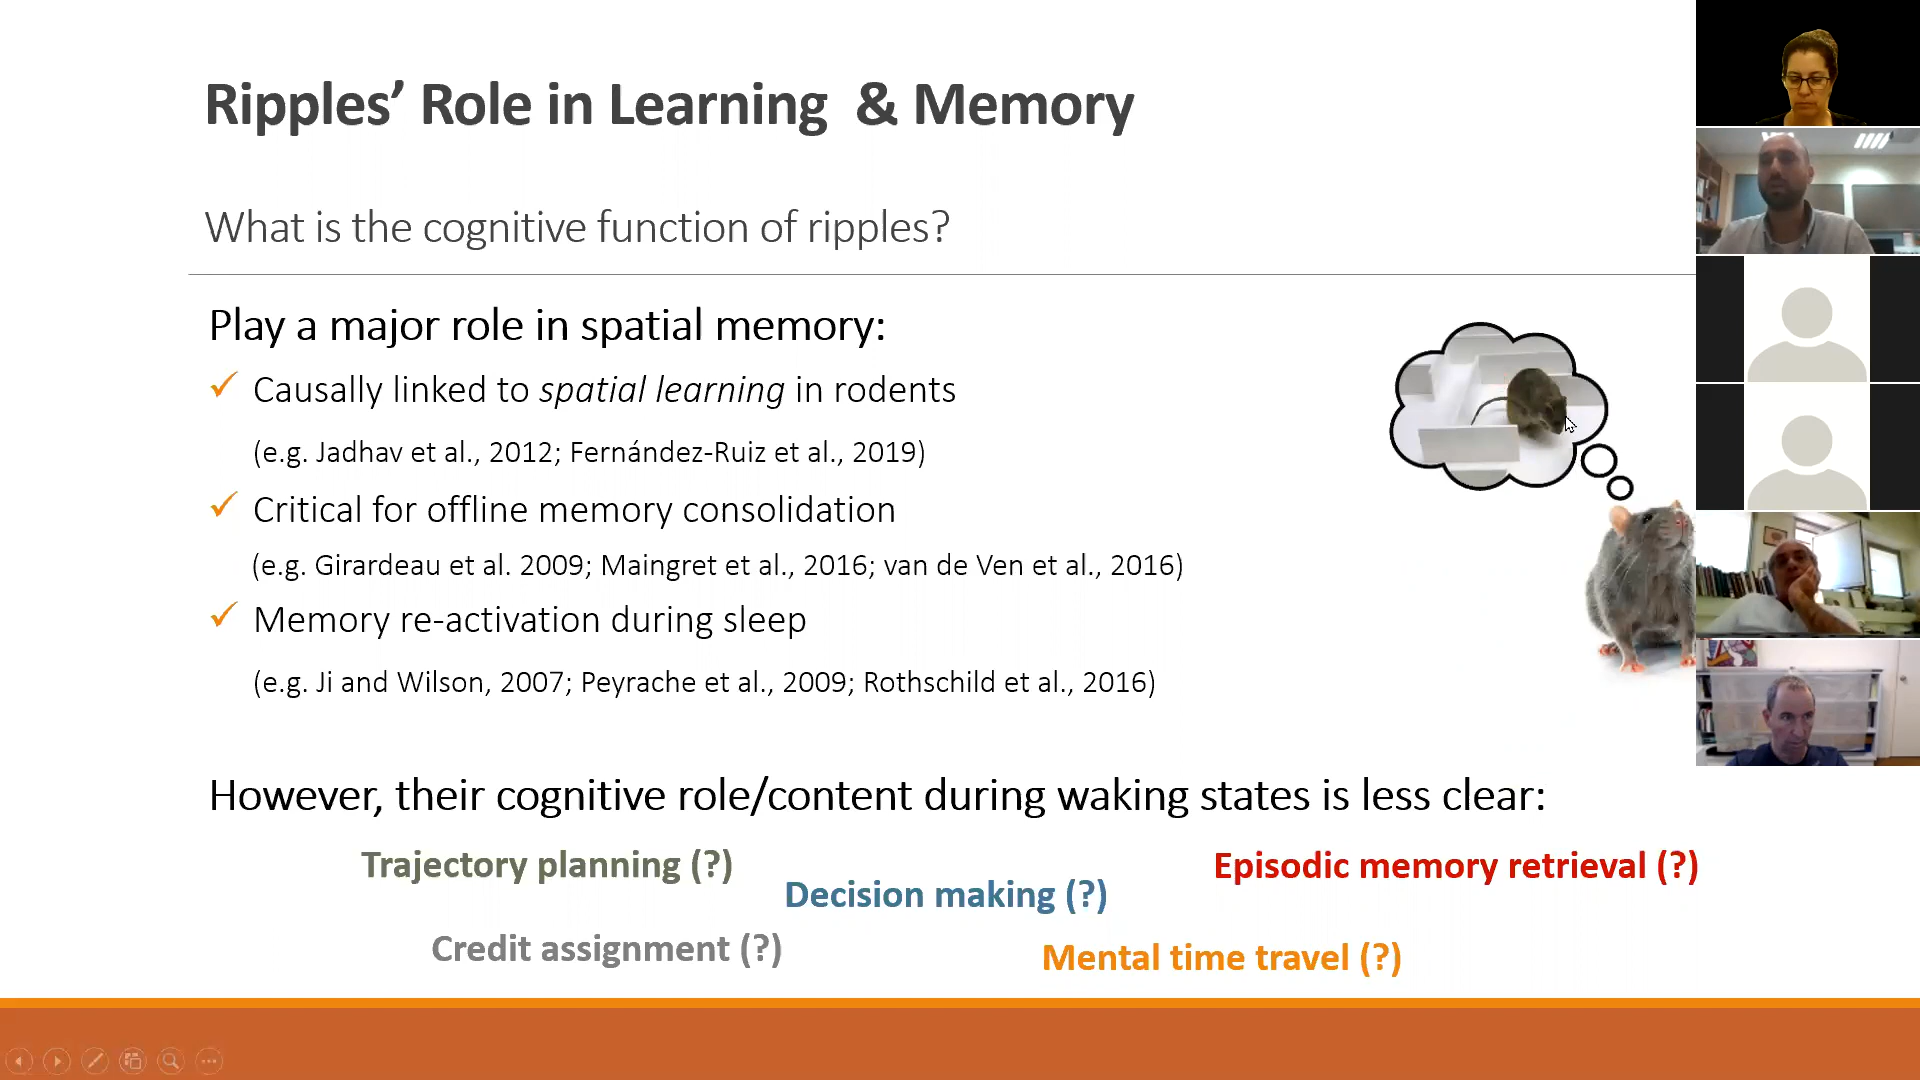 Ripples’ Role in Learning & Memory
What is the cognitive function of ripples?
Play a major role in spatial memory:
✓ Causally linked to spatial learning in rodents
(e.g. Jadhav et al., 2012; Fernández-Ruiz et al., 2019)
✓ Critical for offline memory consolidation
(e.g. Girardeau et al. 2009; Maingret et al., 2016; van de Ven et al., 2016)
✓ Memory re-activation during sleep
(e.g. Ji and Wilson, 2007; Peyrache et al., 2009; Rothschild et al., 2016)
However, their cognitive role/content during waking states is less clear:
Trajectory planning (?)
Decision making (?)
Episodic memory retrieval (?)
Credit assignment (?)
Mental time travel (?)